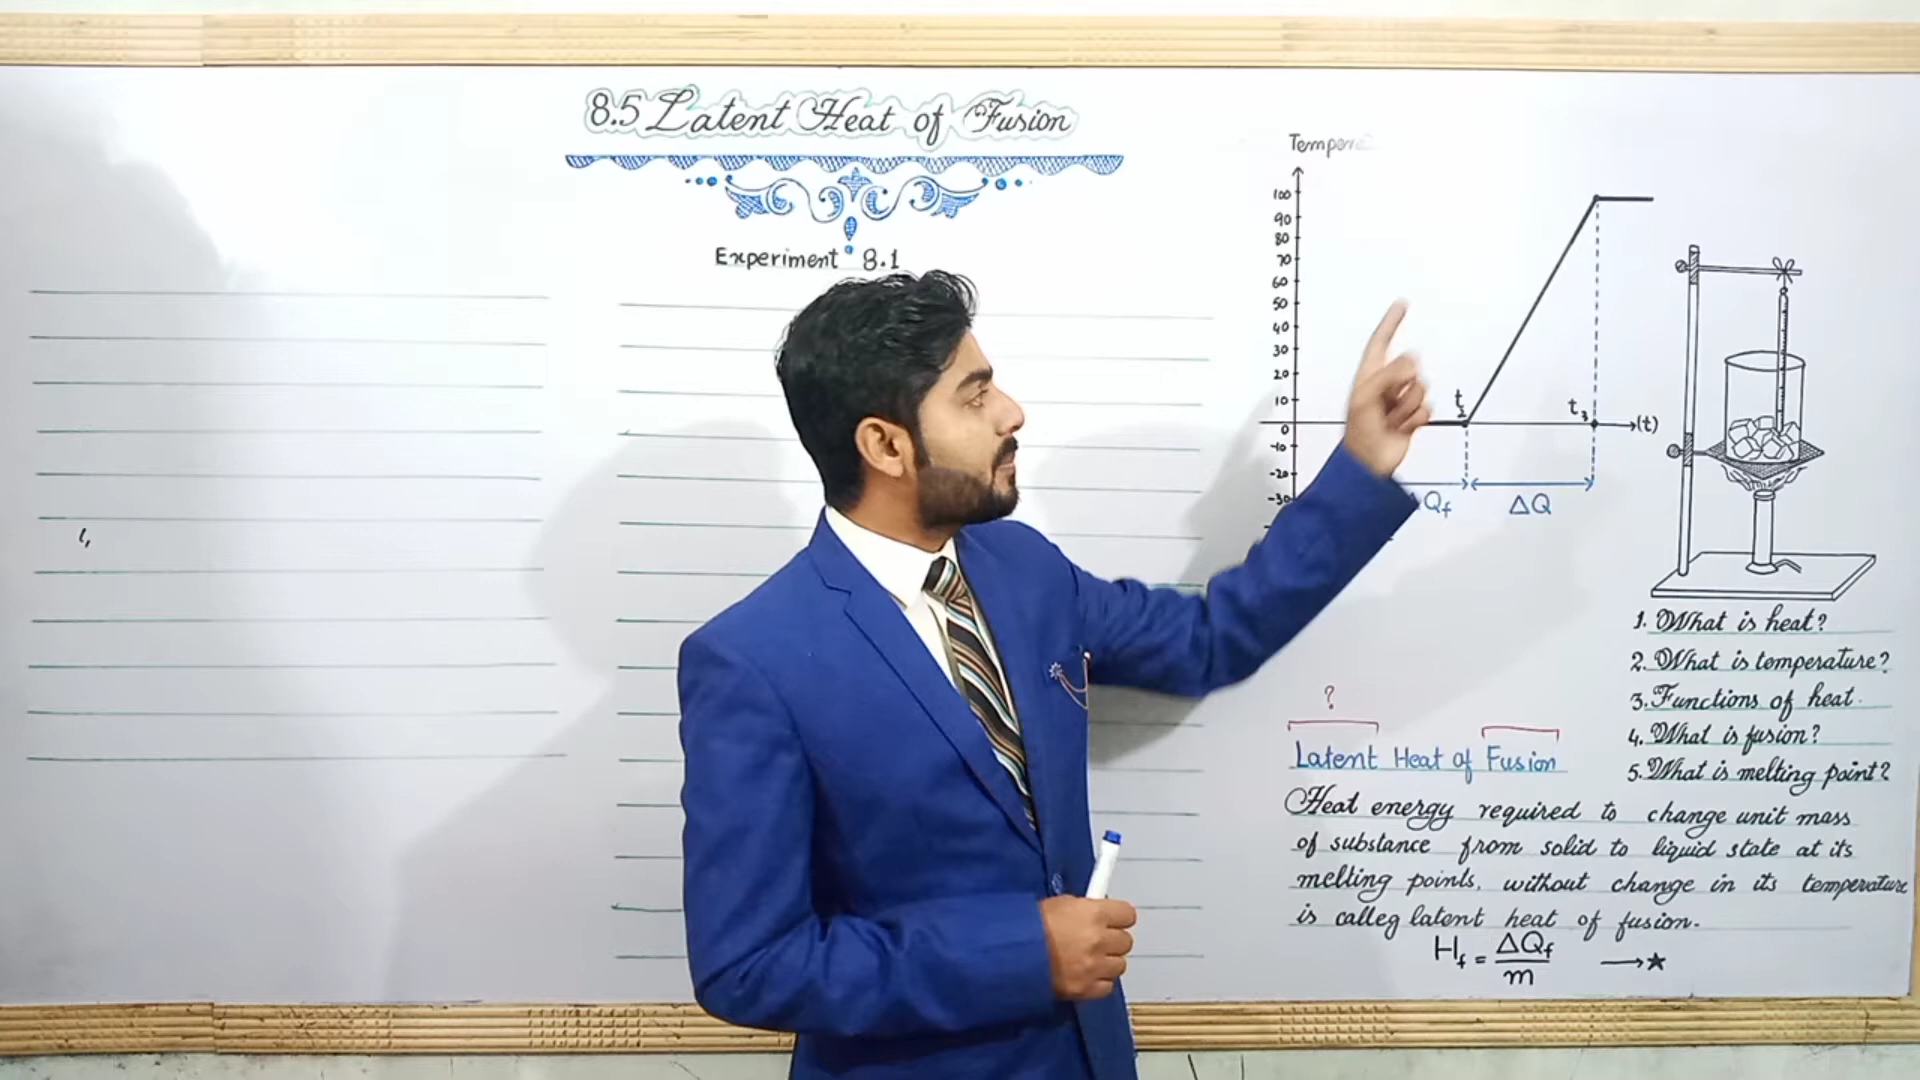 8.5 Latent Heat of Fusion
Experiment 8.1
100
90
80
70
60
50
40
30
20
10
0
-10
-20
-30
t2
t3
(t)
Qf
ΔQ
1. What is heat?
2. What is temperature?
3. Functions of heat.
4. What is fusion?
5. What is melting point?
?
Latent Heat of Fusion
Heat energy required to change unit mass
of substance from solid to liquid state at its
melting points, without change in its temperature
is calleg latent heat of fusion.
Hf = ΔQf / m → ★